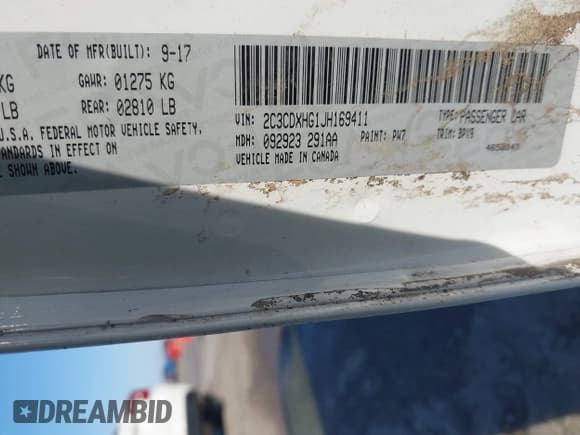 DATE OF MFR(BUILT): 9-17
KG GAWR: 01275 KG
LB REAR: 02810 LB
U.S.A. FEDERAL MOTOR VEHICLE SAFETY,
STANDARDS IN EFFECT ON
SHOWN ABOVE.
VIN: 2C3CDXHG1JH169411 TYPE: PASSENGER CAR
MDH: 092923 291AA PAINT: PW7 TRIM: BPX9
VEHICLE MADE IN CANADA
DREAMBID